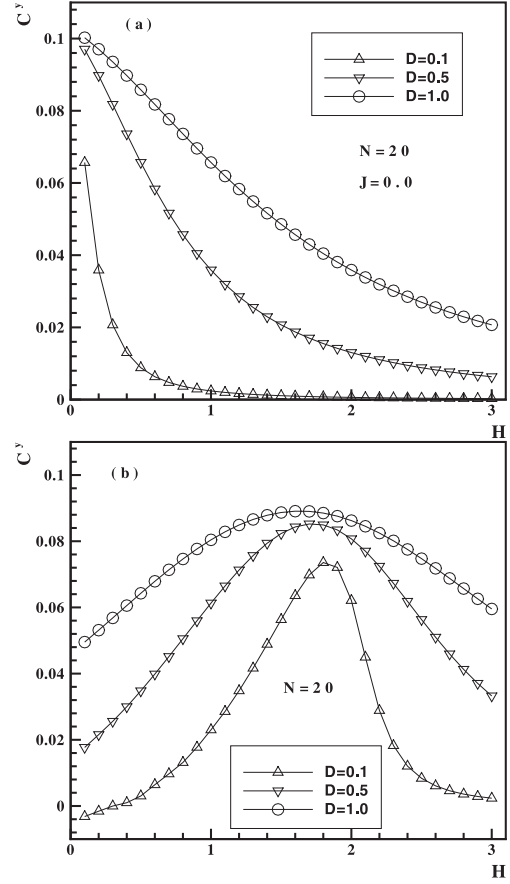 C^y
( a )
0.1
0.08
0.06
0.04
0.02
0
D=0.1
D=0.5
D=1.0
N = 2 0
J = 0 . 0
0 1 2 3
H
C^y
( b )
0.1
0.08
0.06
0.04
0.02
0
N = 2 0
D=0.1
D=0.5
D=1.0
0 1 2 3
H